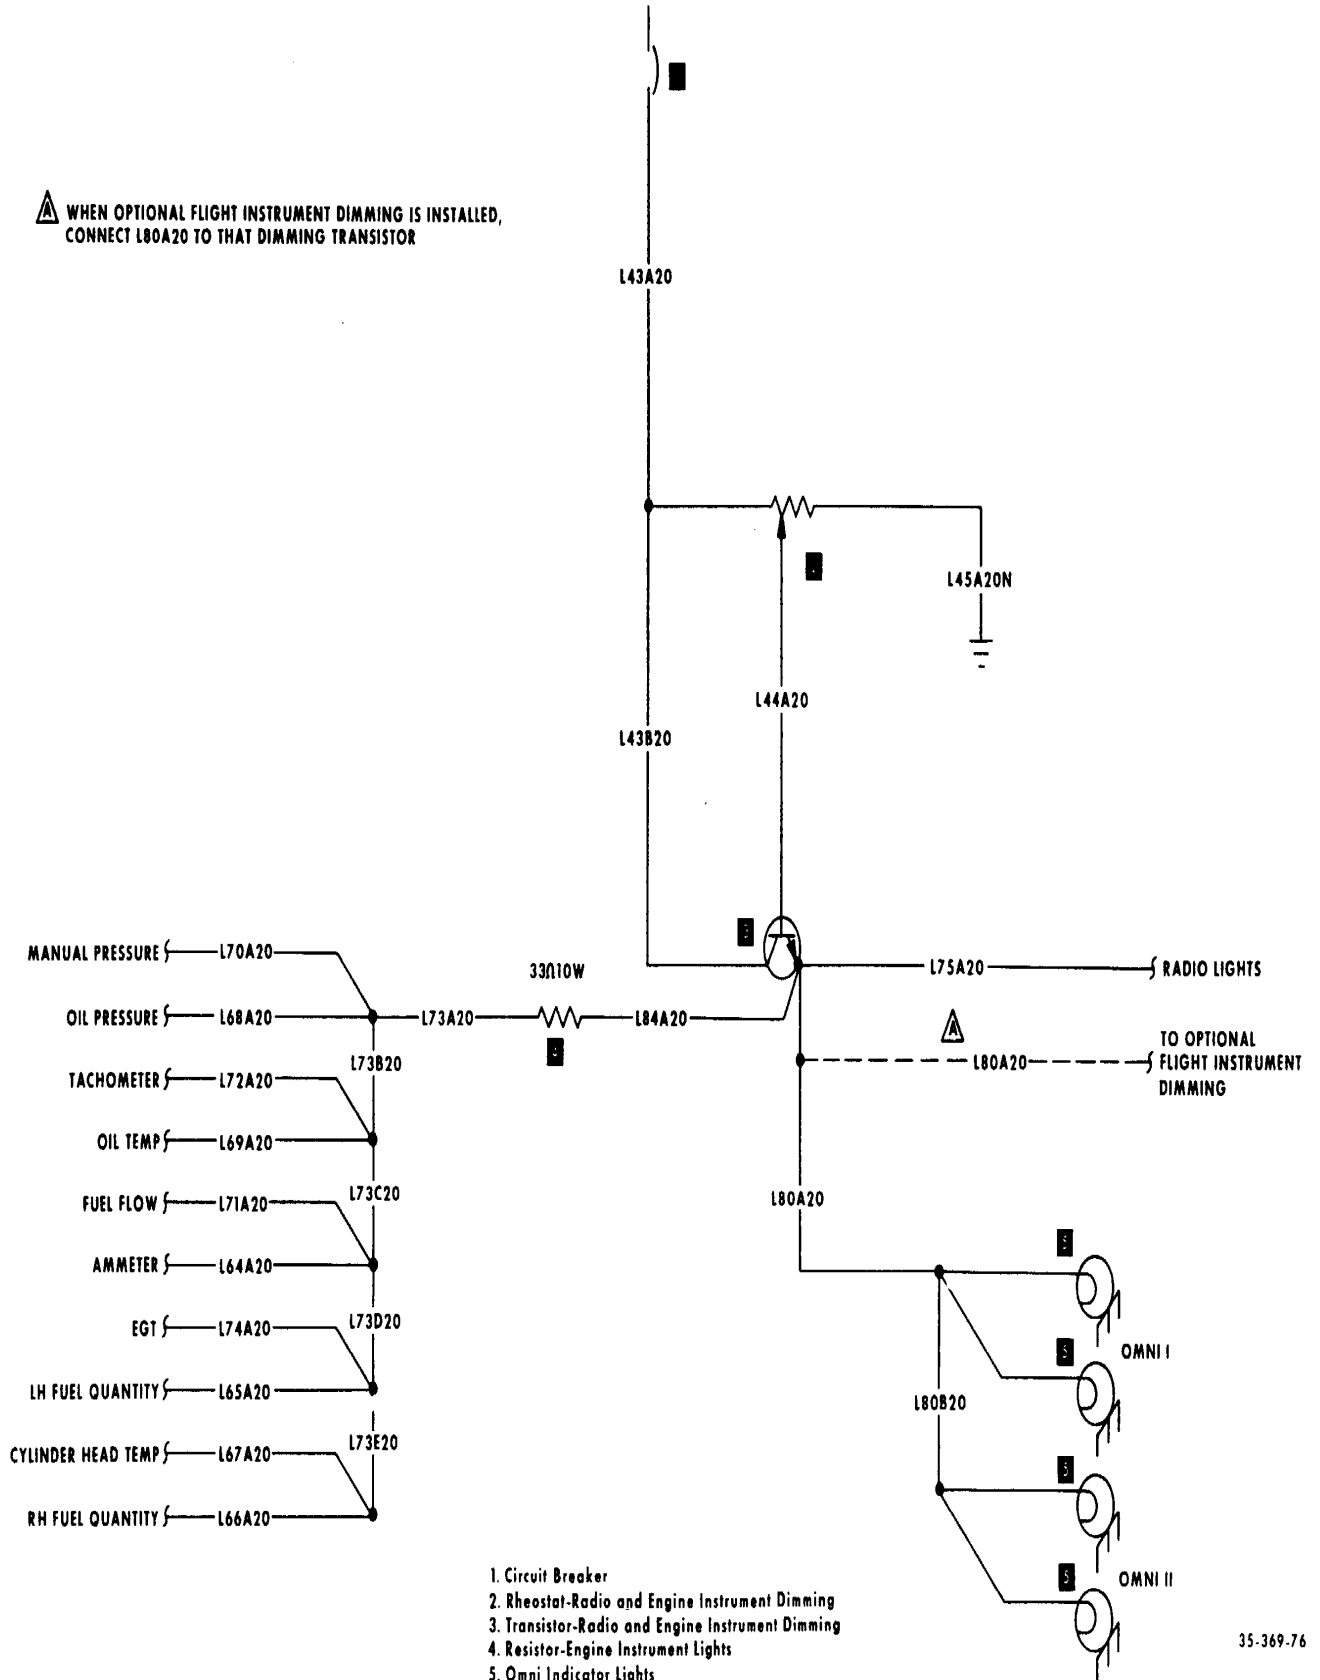 A WHEN OPTIONAL FLIGHT INSTRUMENT DIMMING IS INSTALLED,
CONNECT L80A20 TO THAT DIMMING TRANSISTOR
L43A20
L45A20N
L44A20
L43B20
MANUAL PRESSURE
L70A20
33Ω10W
L75A20
RADIO LIGHTS
OIL PRESSURE
L68A20
L73A20
L84A20
A
TO OPTIONAL
FLIGHT INSTRUMENT
DIMMING
L80A20
L73B20
TACHOMETER
L72A20
OIL TEMP
L69A20
L73C20
L80A20
FUEL FLOW
L71A20
AMMETER
L64A20
EGT
L74A20
L73D20
5
OMNI I
LH FUEL QUANTITY
L65A20
L80B20
L73E20
CYLINDER HEAD TEMP
L67A20
RH FUEL QUANTITY
L66A20
5
OMNI II
1. Circuit Breaker
2. Rheostat-Radio and Engine Instrument Dimming
3. Transistor-Radio and Engine Instrument Dimming
4. Resistor-Engine Instrument Lights
5. Omni Indicator Lights
35-369-76